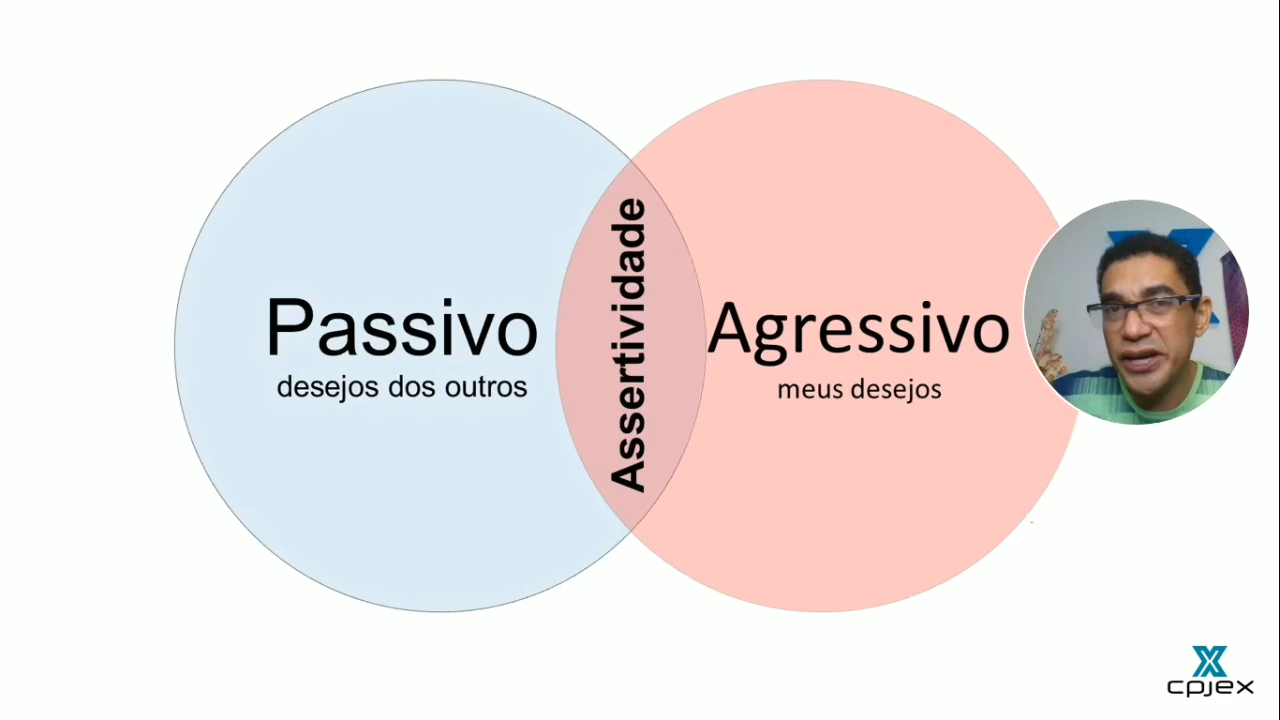 Passivo
desejos dos outros
Assertividade
Agressivo
meus desejos
cpjex